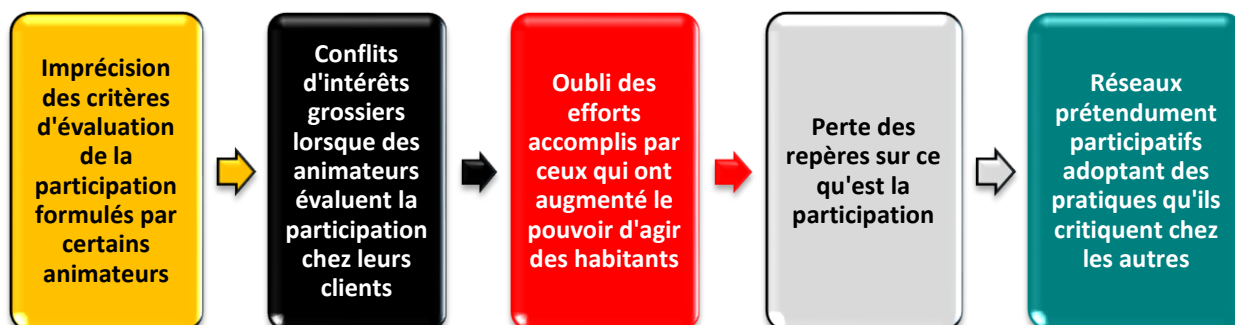 Imprécision
des critères
d'évaluation
de la
participation
formulés par
certains
animateurs
Conflits
d'intérêts
grossiers
lorsque des
animateurs
évaluent la
participation
chez leurs
clients
Oubli des
efforts
accomplis par
ceux qui ont
augmenté le
pouvoir d'agir
des habitants
Perte des
repères sur ce
qu'est la
participation
Réseaux
prétendument
participatifs
adoptant des
pratiques qu'ils
critiquent chez
les autres